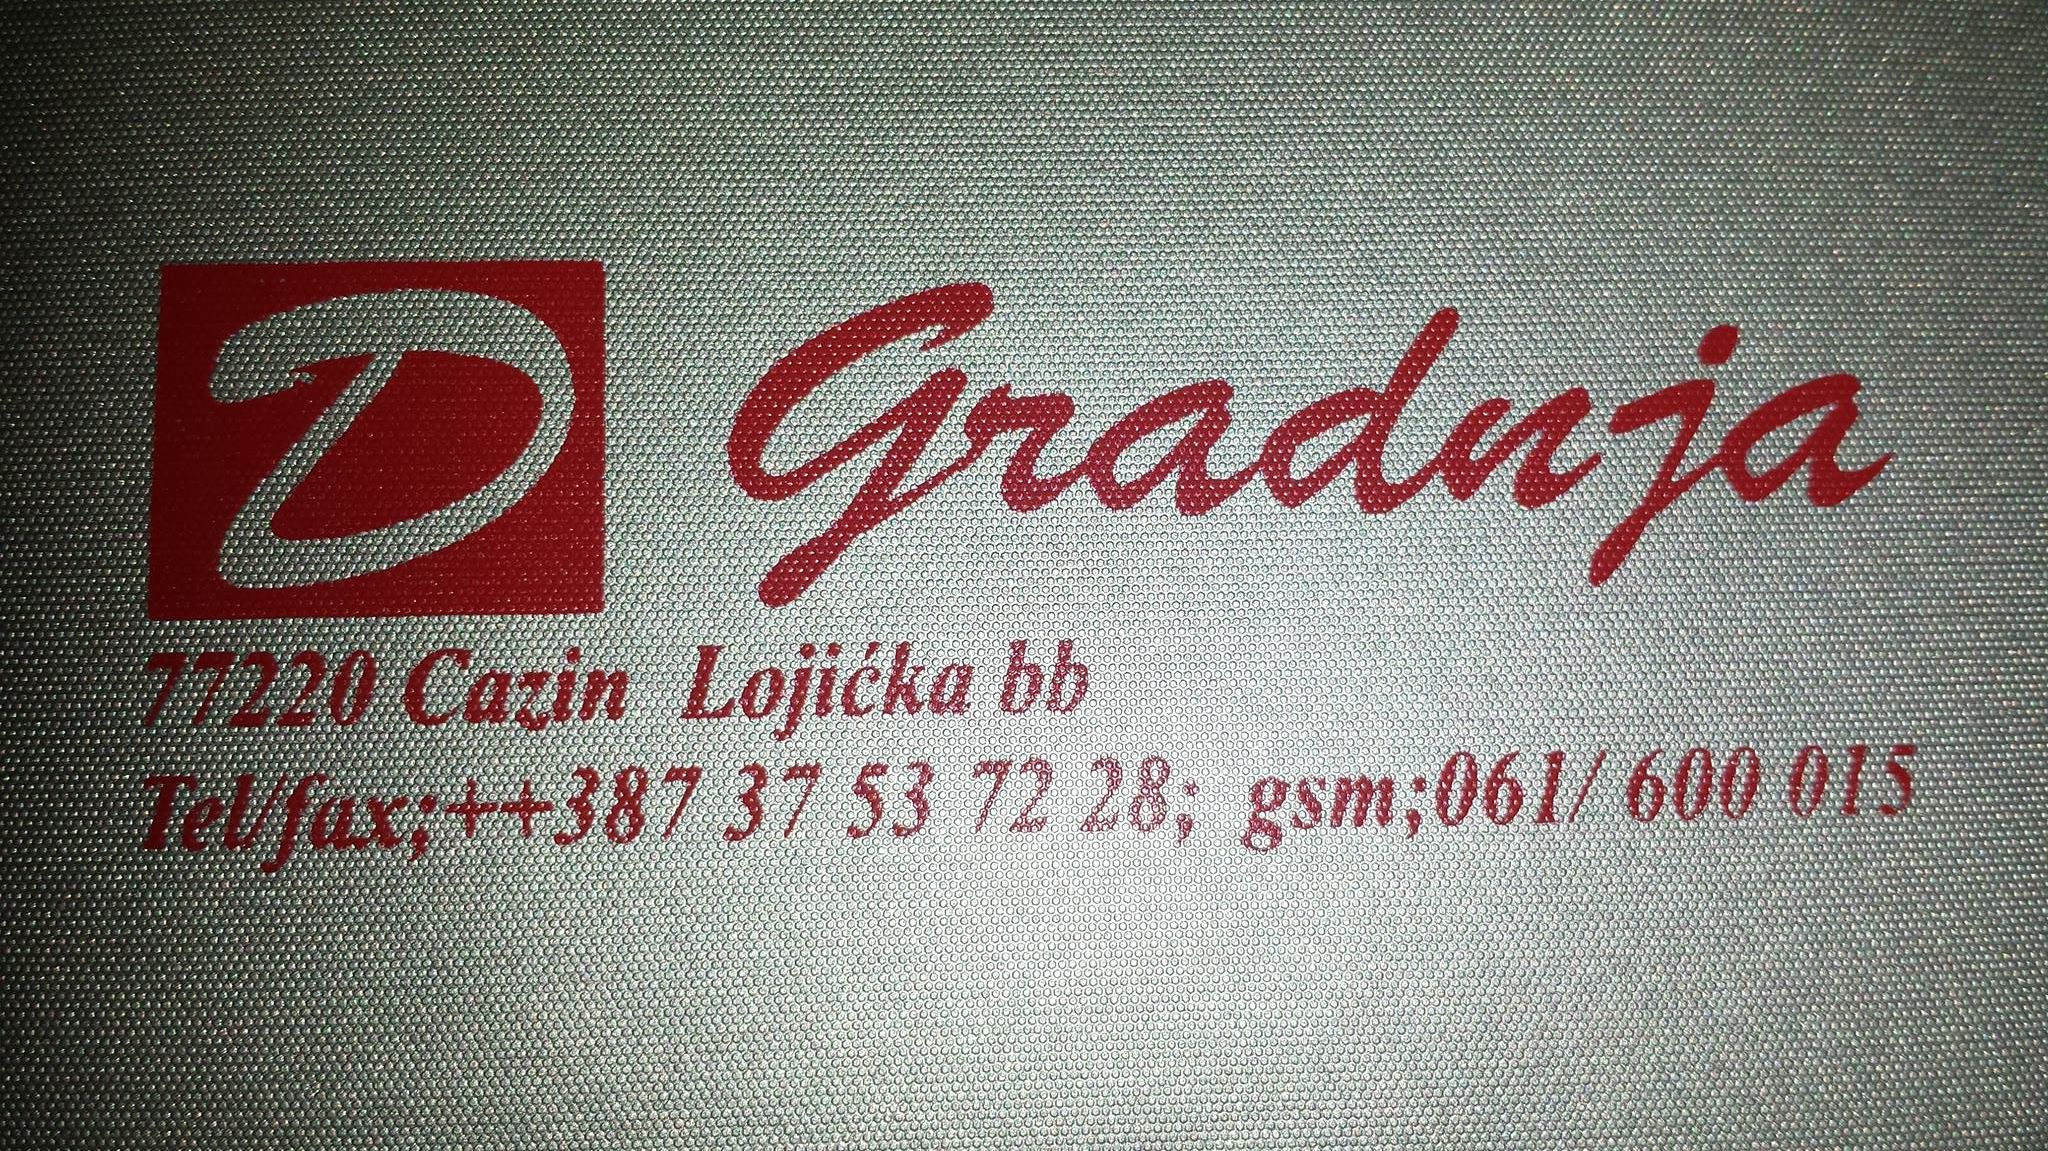 D Gradnja
77220 Cazin Lojićka bb
Tel/fax;++387 37 53 72 28; gsm;061/ 600 015